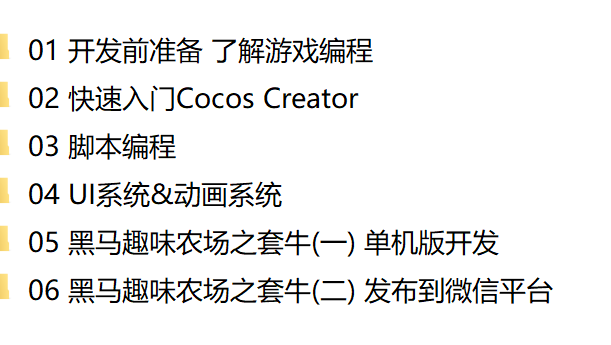 01 开发前准备 了解游戏编程
02 快速入门Cocos Creator
03 脚本编程
04 UI系统&动画系统
05 黑马趣味农场之套牛(一) 单机版开发
06 黑马趣味农场之套牛(二) 发布到微信平台